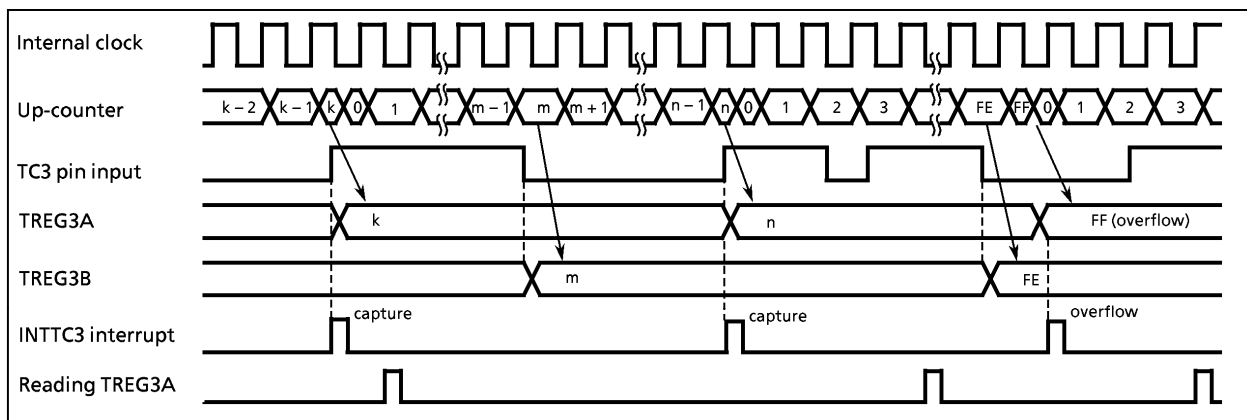 Internal clock
Up-counter k – 2 k – 1 k 0 1 m – 1 m m + 1 n – 1 n 0 1 2 3 FE FF 0 1 2 3
TC3 pin input
TREG3A k n FF (overflow)
TREG3B m FE
INTTC3 interrupt capture capture overflow
Reading TREG3A